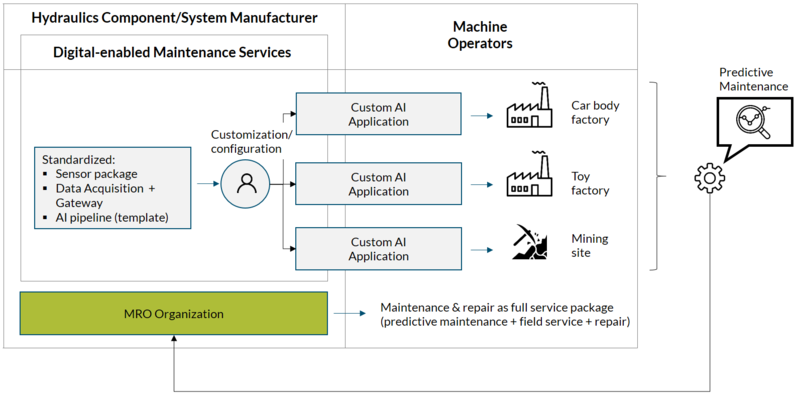 Hydraulics Component/System Manufacturer
Digital-enabled Maintenance Services
Machine
Operators
Predictive
Maintenance
Customization/
configuration
Standardized:
▪ Sensor package
▪ Data Acquisition +
Gateway
▪ AI pipeline (template)
Custom AI
Application
Car body
factory
Custom AI
Application
Toy
factory
Custom AI
Application
Mining
site
MRO Organization
Maintenance & repair as full service package
(predictive maintenance + field service + repair)